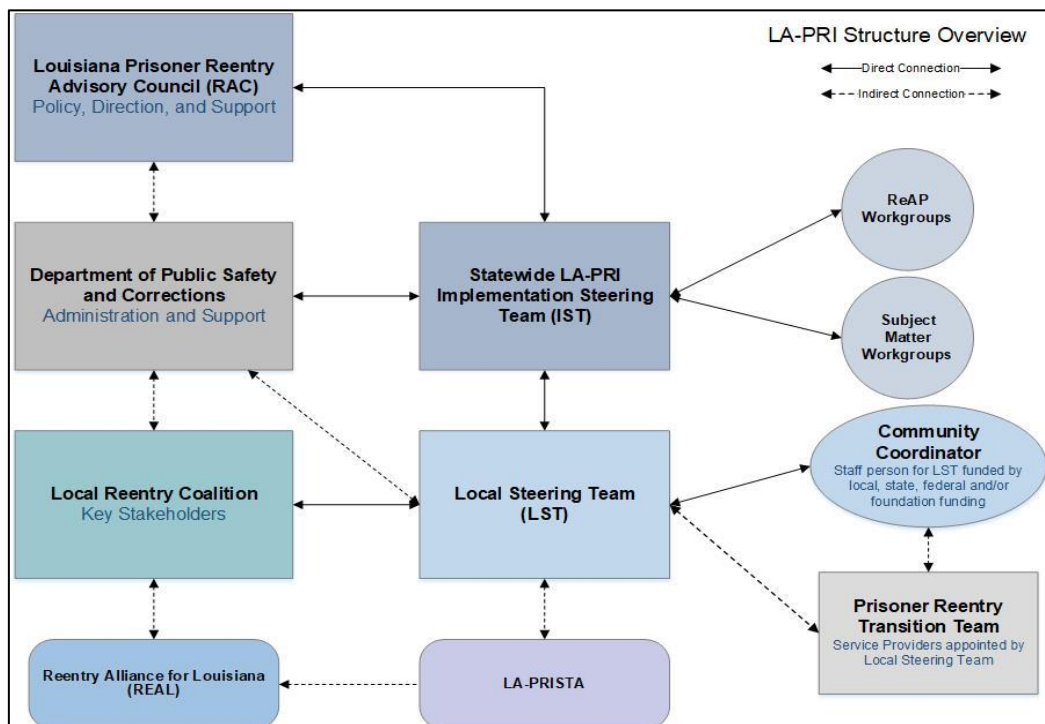 LA-PRI Structure Overview
Direct Connection
Indirect Connection
Louisiana Prisoner Reentry
Advisory Council (RAC)
Policy, Direction, and Support
ReAP
Workgroups
Department of Public Safety
and Corrections
Administration and Support
Statewide LA-PRI
Implementation Steering
Team (IST)
Subject
Matter
Workgroups
Local Reentry Coalition
Key Stakeholders
Local Steering Team
(LST)
Community
Coordinator
Staff person for LST funded by
local, state, federal and/or
foundation funding
Prisoner Reentry
Transition Team
Service Providers appointed by
Local Steering Team
Reentry Alliance for Louisiana
(REAL)
LA-PRISTA